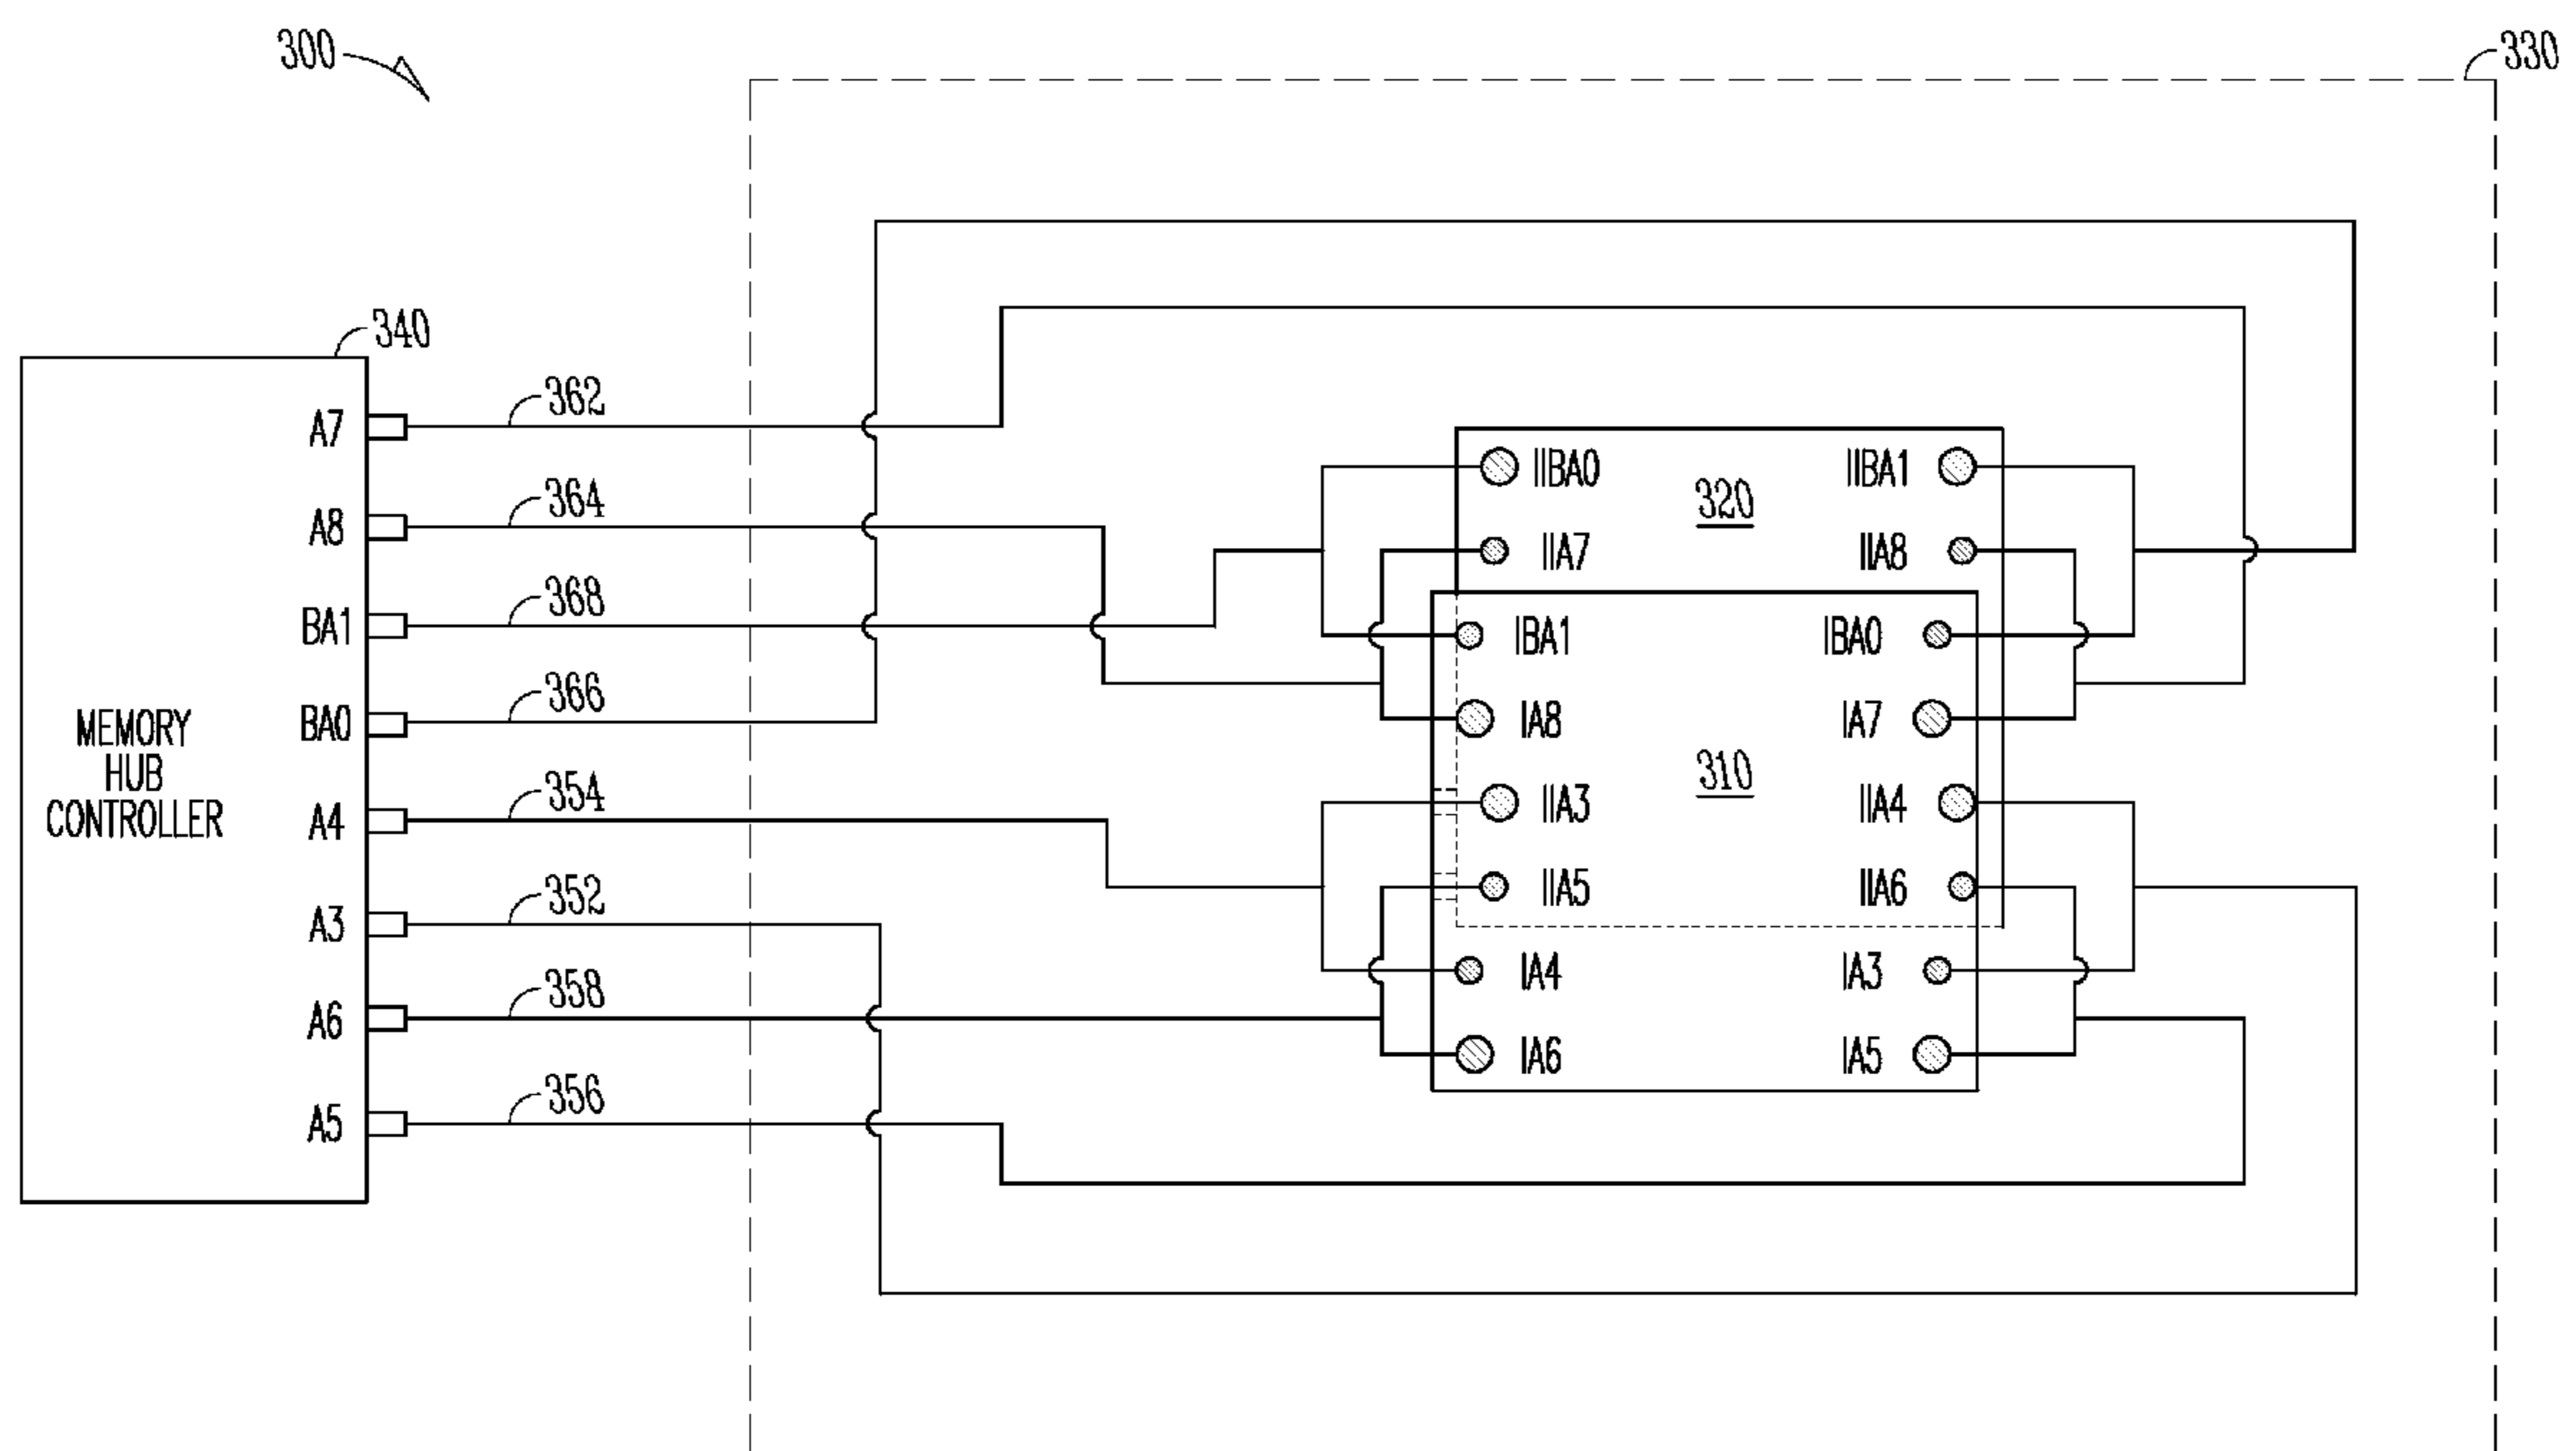 300
330
340
A7
362
A8
364
BA1
368
BA0
366
A4
354
A3
352
A6
358
A5
356
MEMORY
HUB
CONTROLLER
IIBA0
320
IIBA1
IIA7
IIA8
IBA1
IBA0
IA8
IA7
310
IIA3
IIA4
IIA5
IIA6
IA4
IA3
IA6
IA5